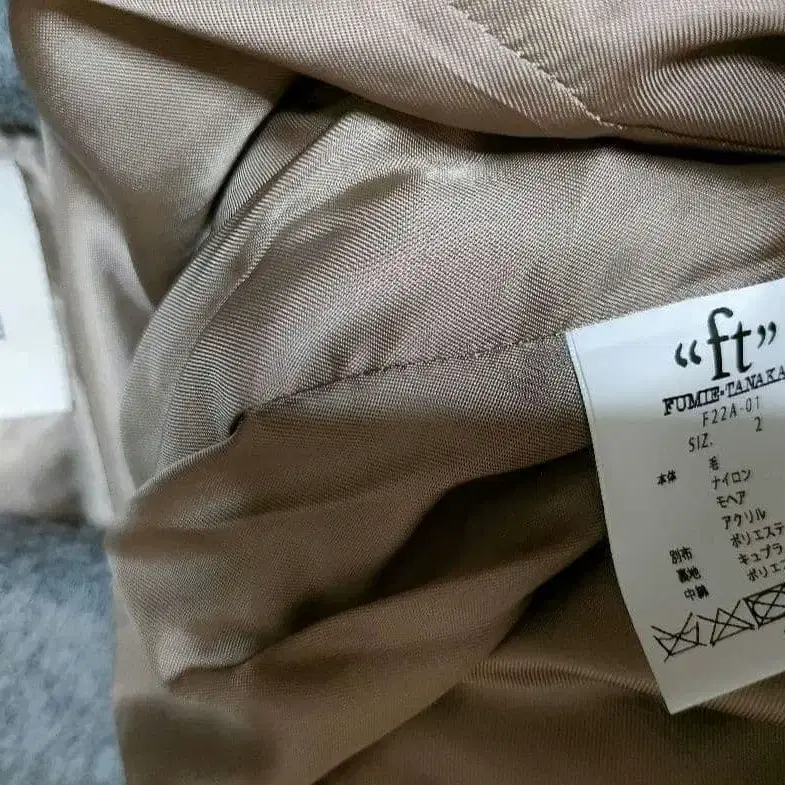 “ft”
FUMIE=TANAKA
F22A-01
SIZ. 2
本体 毛
ナイロン
モヘア
アクリル
ポリエステ
別布 キュプラ
裏地 ポリエス
中綿